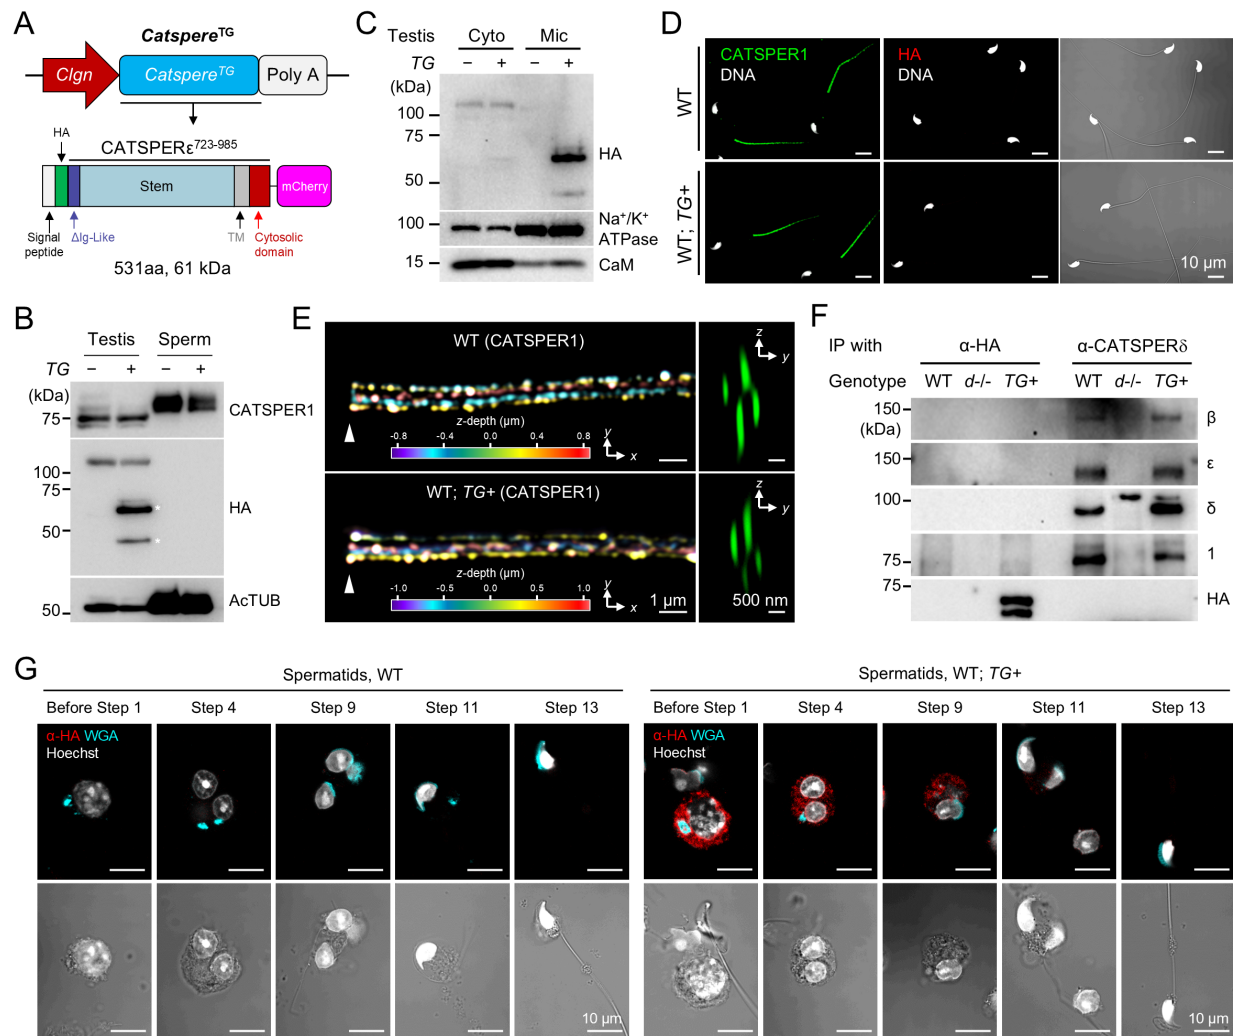 A
Catspere^TG
Clgn
Catspere^TG
Poly A
HA
CATSPERε^723-985
Stem
mCherry
Signal
peptide
ΔIg-Like
TM
Cytosolic
domain
531aa, 61 kDa
B
Testis Sperm
TG – + – +
(kDa)
75
CATSPER1
100
75
50
HA
*
*
50
AcTUB
C
Testis Cyto Mic
TG – + – +
(kDa)
100
75
50
HA
100
Na⁺/K⁺
ATPase
15
CaM
D
WT
CATSPER1
DNA
HA
DNA
WT; TG+
10 µm
E
WT (CATSPER1)
z-depth (µm)
-0.8 -0.4 0.0 0.4 0.8
y
x
z
y
WT; TG+ (CATSPER1)
z-depth (µm)
-1.0 -0.5 0.0 0.5 1.0
y
x
1 µm
z
y
500 nm
F
IP with α-HA α-CATSPERδ
Genotype WT d-/- TG+ WT d-/- TG+
150
(kDa)
β
150
ε
100
δ
75
1
75
HA
G
Spermatids, WT
Before Step 1 Step 4 Step 9 Step 11 Step 13
α-HA WGA
Hoechst
10 µm
Spermatids, WT; TG+
Before Step 1 Step 4 Step 9 Step 11 Step 13
α-HA WGA
Hoechst
10 µm